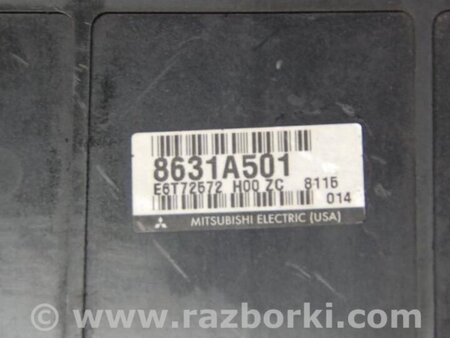 8631A501
E6T72572 H00 ZC 8115
014
MITSUBISHI ELECTRIC (USA)
© www.razborki.com